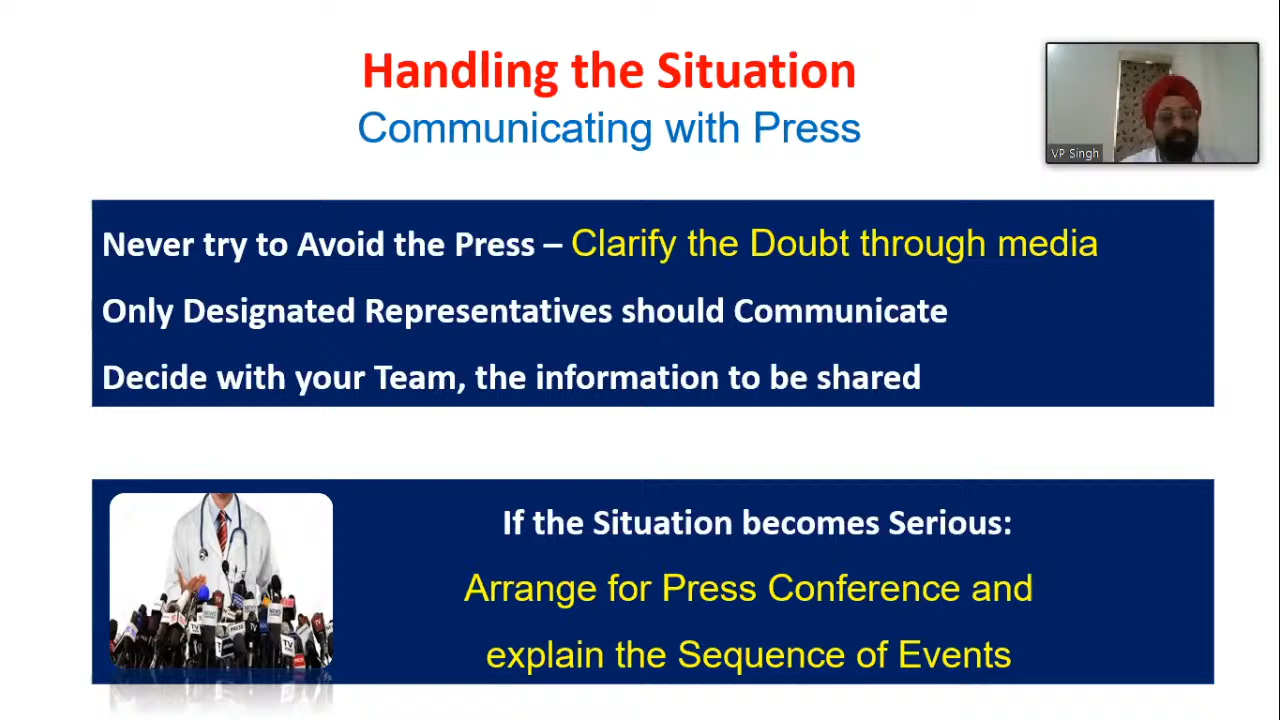 Handling the Situation
Communicating with Press
VP Singh
Never try to Avoid the Press – Clarify the Doubt through media
Only Designated Representatives should Communicate
Decide with your Team, the information to be shared
If the Situation becomes Serious:
Arrange for Press Conference and
explain the Sequence of Events